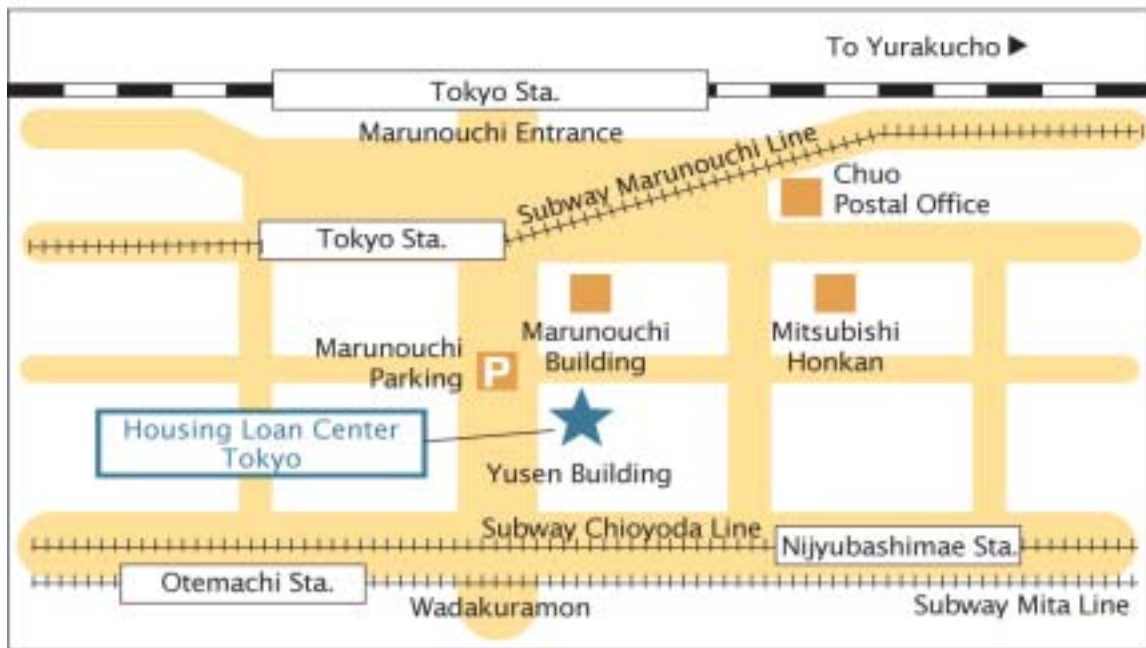 To Yurakucho ▶
Tokyo Sta.
Marunouchi Entrance
Subway Marunouchi Line
Chuo
Postal Office
Tokyo Sta.
Marunouchi
Building
Mitsubishi
Honkan
Marunouchi
Parking
P
Housing Loan Center
Tokyo
Yusen Building
Subway Chioyoda Line
Nijyubashimae Sta.
Otemachi Sta.
Wadakuramon
Subway Mita Line